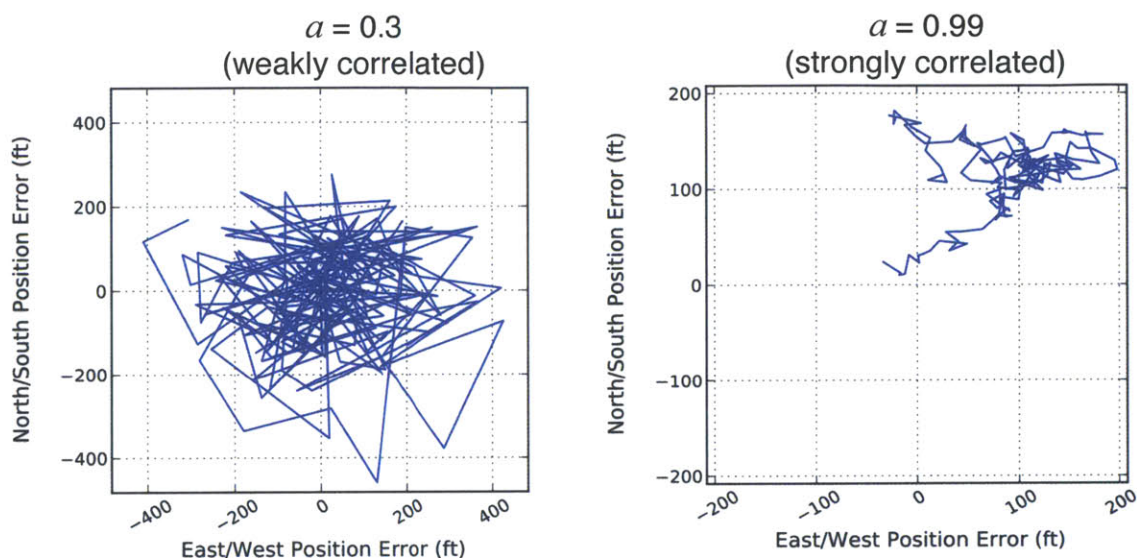 a = 0.3
(weakly correlated)
North/South Position Error (ft)
400
200
0
−200
−400
−400
−200
0
200
400
East/West Position Error (ft)
a = 0.99
(strongly correlated)
North/South Position Error (ft)
200
100
0
−100
−200
−200
−100
0
100
200
East/West Position Error (ft)